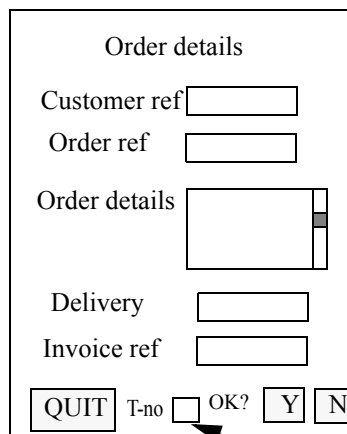 Order details
Customer ref
Order ref
Order details
Delivery
Invoice ref
QUIT T-no OK? Y N